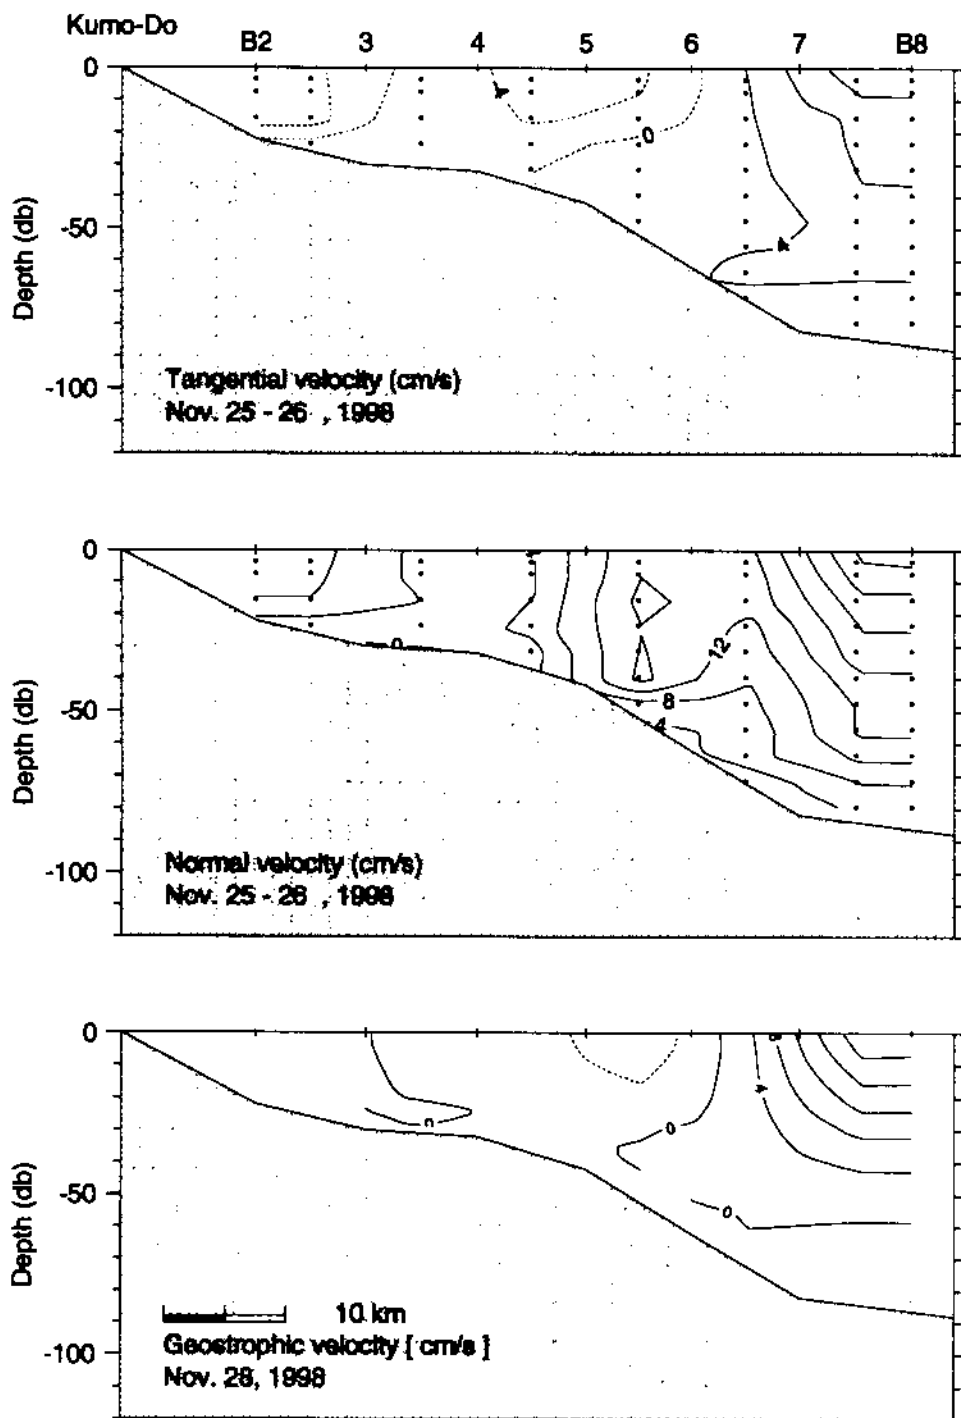 Kumo-Do
B2 3 4 5 6 7 B8
0
-50
-100
Depth (db)
4
0
4
Tangential velocity (cm/s)
Nov. 25 - 26 , 1998
0
-50
-100
Depth (db)
0
12
8
4
Normal velocity (cm/s)
Nov. 25 - 26 , 1998
0
-50
-100
Depth (db)
8
4
0
0
0
10 km
Geostrophic velocity [ cm/s ]
Nov. 28, 1998